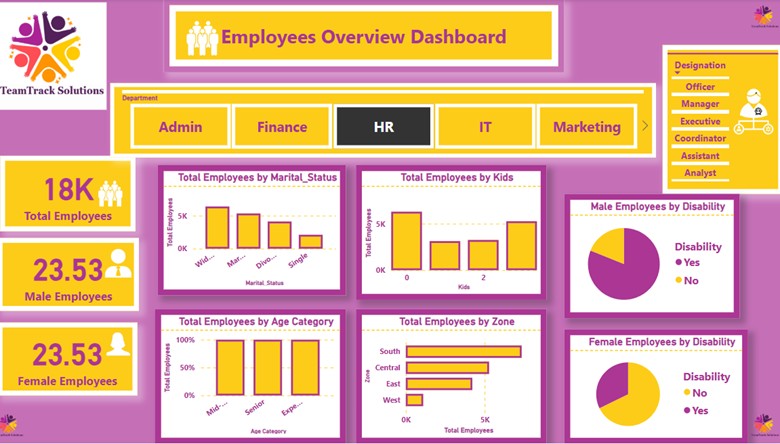 TeamTrack Solutions
Employees Overview Dashboard
Department
Admin
Finance
HR
IT
Marketing
Designation
Officer
Manager
Executive
Coordinator
Assistant
Analyst
18K
Total Employees
23.53
Male Employees
23.53
Female Employees
Total Employees by Marital_Status
Total Employees
5K
0K
Wid...
Mar...
Divo...
Single
Marital_Status
Total Employees by Kids
Total Employees
5K
0K
0
2
Kids
Male Employees by Disability
Disability
Yes
No
Total Employees by Age Category
Total Employees
100%
50%
0%
Mid-...
Senior
Expe...
Age Category
Total Employees by Zone
Zone
South
Central
East
West
0K
5K
Total Employees
Female Employees by Disability
Disability
No
Yes